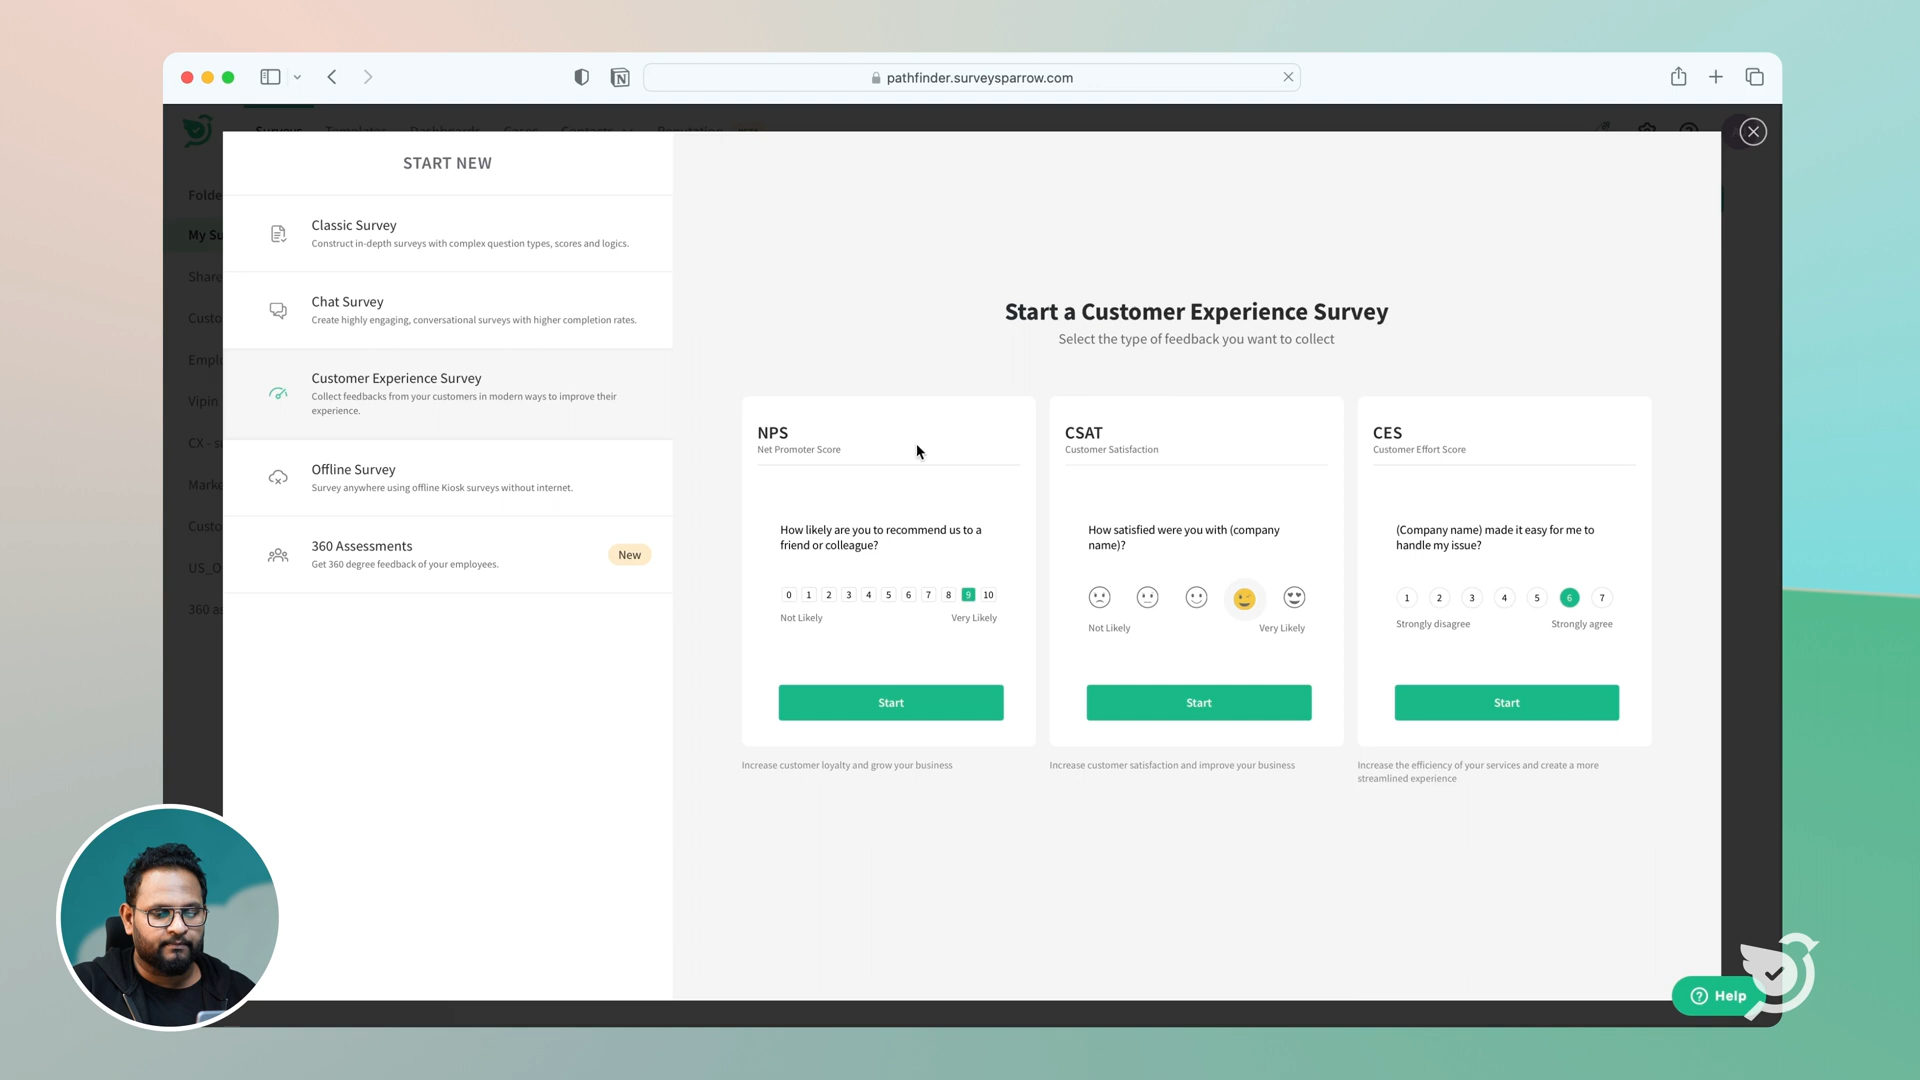 pathfinder.surveysparrow.com
START NEW
Classic Survey
Construct in-depth surveys with complex question types, scores and logics.
Chat Survey
Create highly engaging, conversational surveys with higher completion rates.
Customer Experience Survey
Collect feedbacks from your customers in modern ways to improve their
experience.
Offline Survey
Survey anywhere using offline Kiosk surveys without internet.
360 Assessments
Get 360 degree feedback of your employees.
New
Start a Customer Experience Survey
Select the type of feedback you want to collect
NPS
Net Promoter Score
How likely are you to recommend us to a
friend or colleague?
0 1 2 3 4 5 6 7 8 9 10
Not Likely Very Likely
Start
Increase customer loyalty and grow your business
CSAT
Customer Satisfaction
How satisfied were you with (company
name)?
Not Likely Very Likely
Start
Increase customer satisfaction and improve your business
CES
Customer Effort Score
(Company name) made it easy for me to
handle my issue?
1 2 3 4 5 6 7
Strongly disagree Strongly agree
Start
Increase the efficiency of your services and create a more
streamlined experience
Help